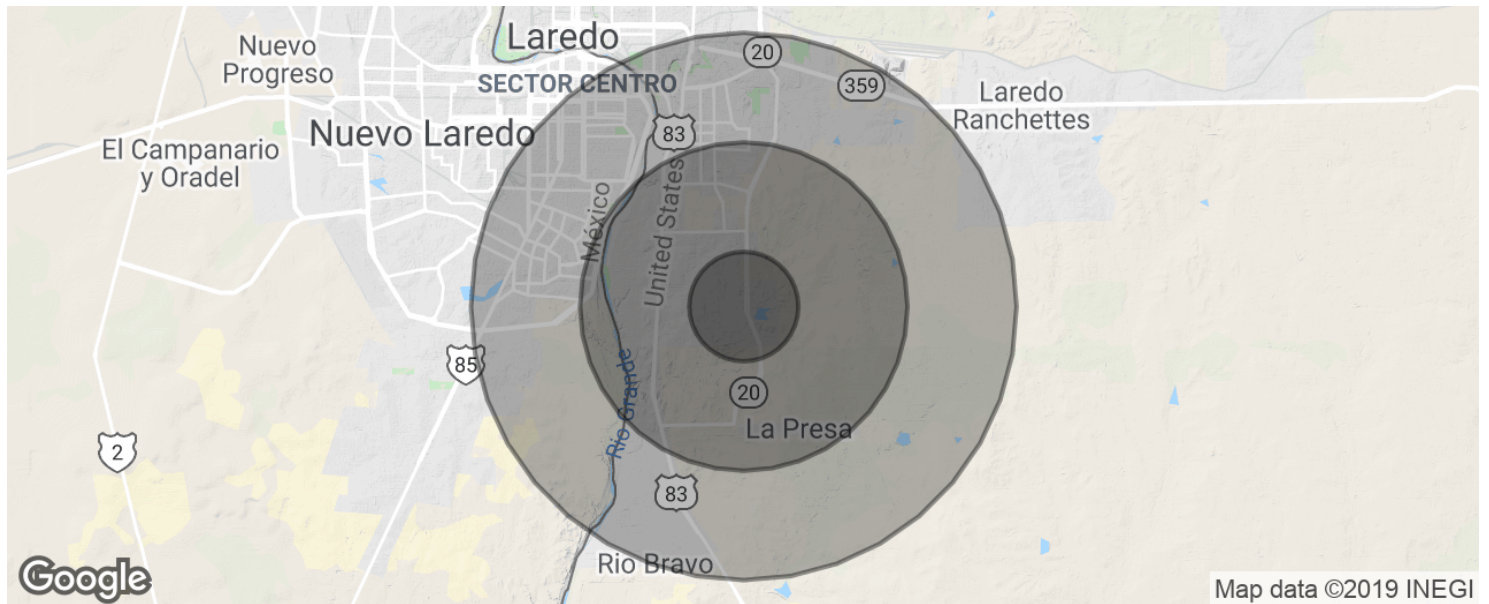 Laredo
Nuevo
Progreso
20
SECTOR CENTRO
359
Laredo
Ranchettes
Nuevo Laredo
83
El Campanario
y Oradel
México
United States
85
Rio Grande
20
La Presa
2
83
Rio Bravo
Google
Map data ©2019 INEGI